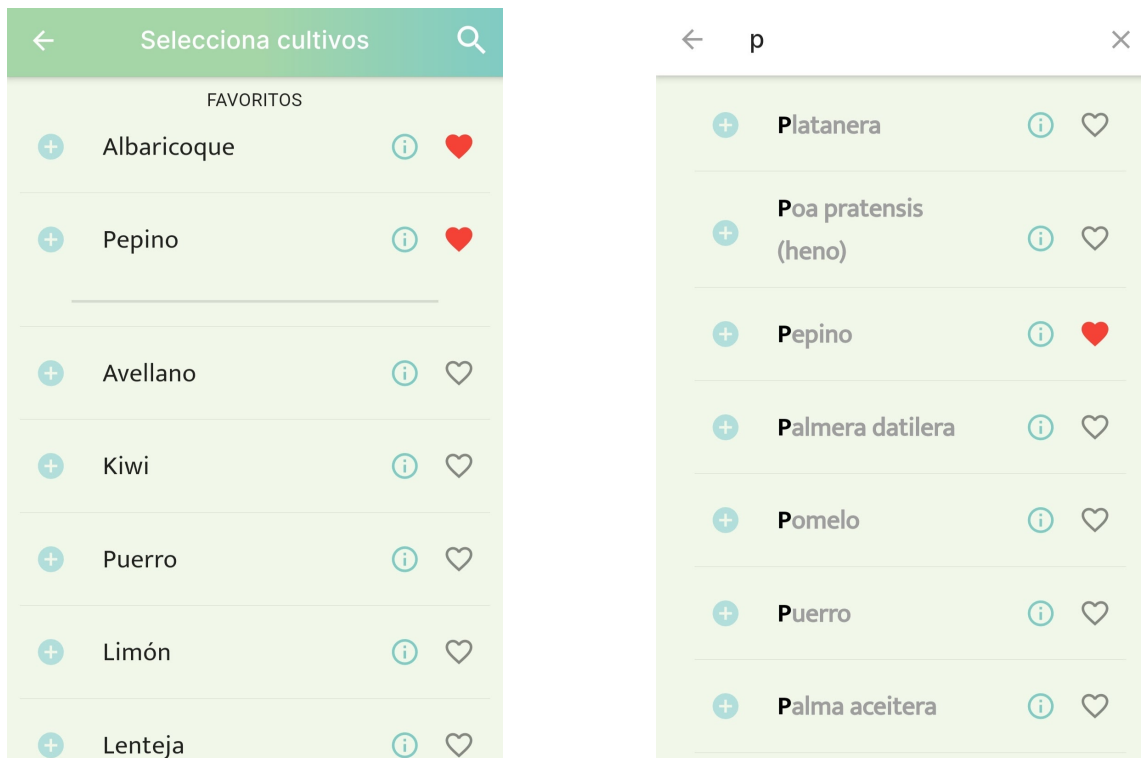 Selecciona cultivos
FAVORITOS
Albaricoque
Pepino
Avellano
Kiwi
Puerro
Limón
Lenteja
p
Platanera
Poa pratensis
(heno)
Pepino
Palmera datilera
Pomelo
Puerro
Palma aceitera